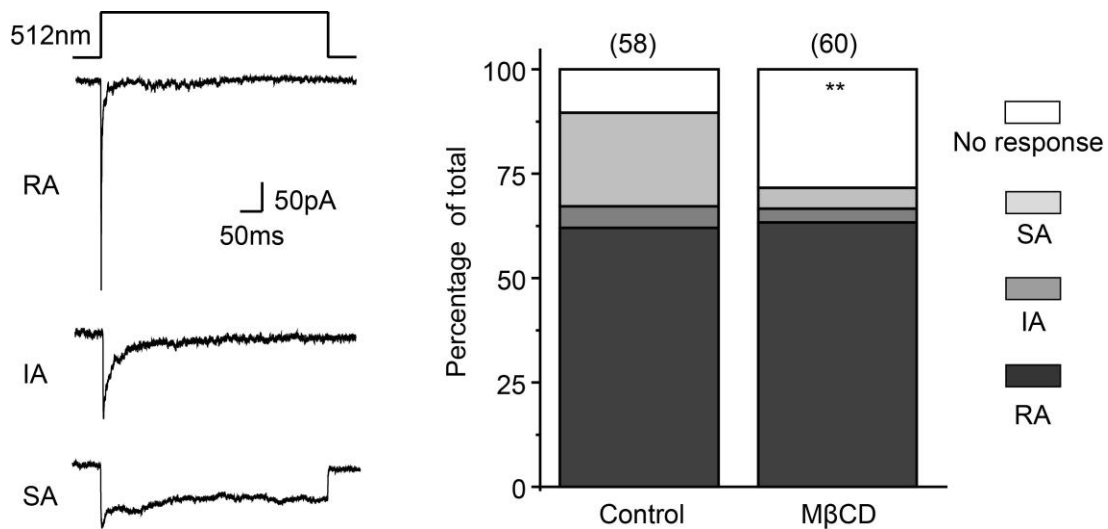 512nm
RA
50pA
50ms
IA
SA
Percentage of total
100
75
50
25
0
(58)
(60)
**
Control
MβCD
No response
SA
IA
RA